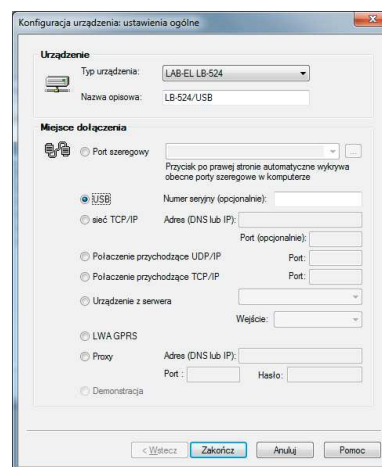 Konfiguracja urządzenia: ustawienia ogólne
Urządzenie
Typ urządzenia: LAB-EL LB-524
Nazwa opisowa: LB-524/USB
Miejsce dołączenia
Port szeregowy ...
Przycisk po prawej stronie automatyczne wykrywa
obecne porty szeregowe w komputerze
USB Numer seryjny (opcjonalnie):
sieć TCP/IP Adres (DNS lub IP):
Port (opcjonalnie):
Połaczenie przychodzące UDP/IP Port:
Połaczenie przychodzące TCP/IP Port:
Urządzenie z serwera
Wejście:
LWA GPRS
Proxy Adres (DNS lub IP):
Port : Hasło:
Demonstracja
< Wstecz Zakończ Anuluj Pomoc